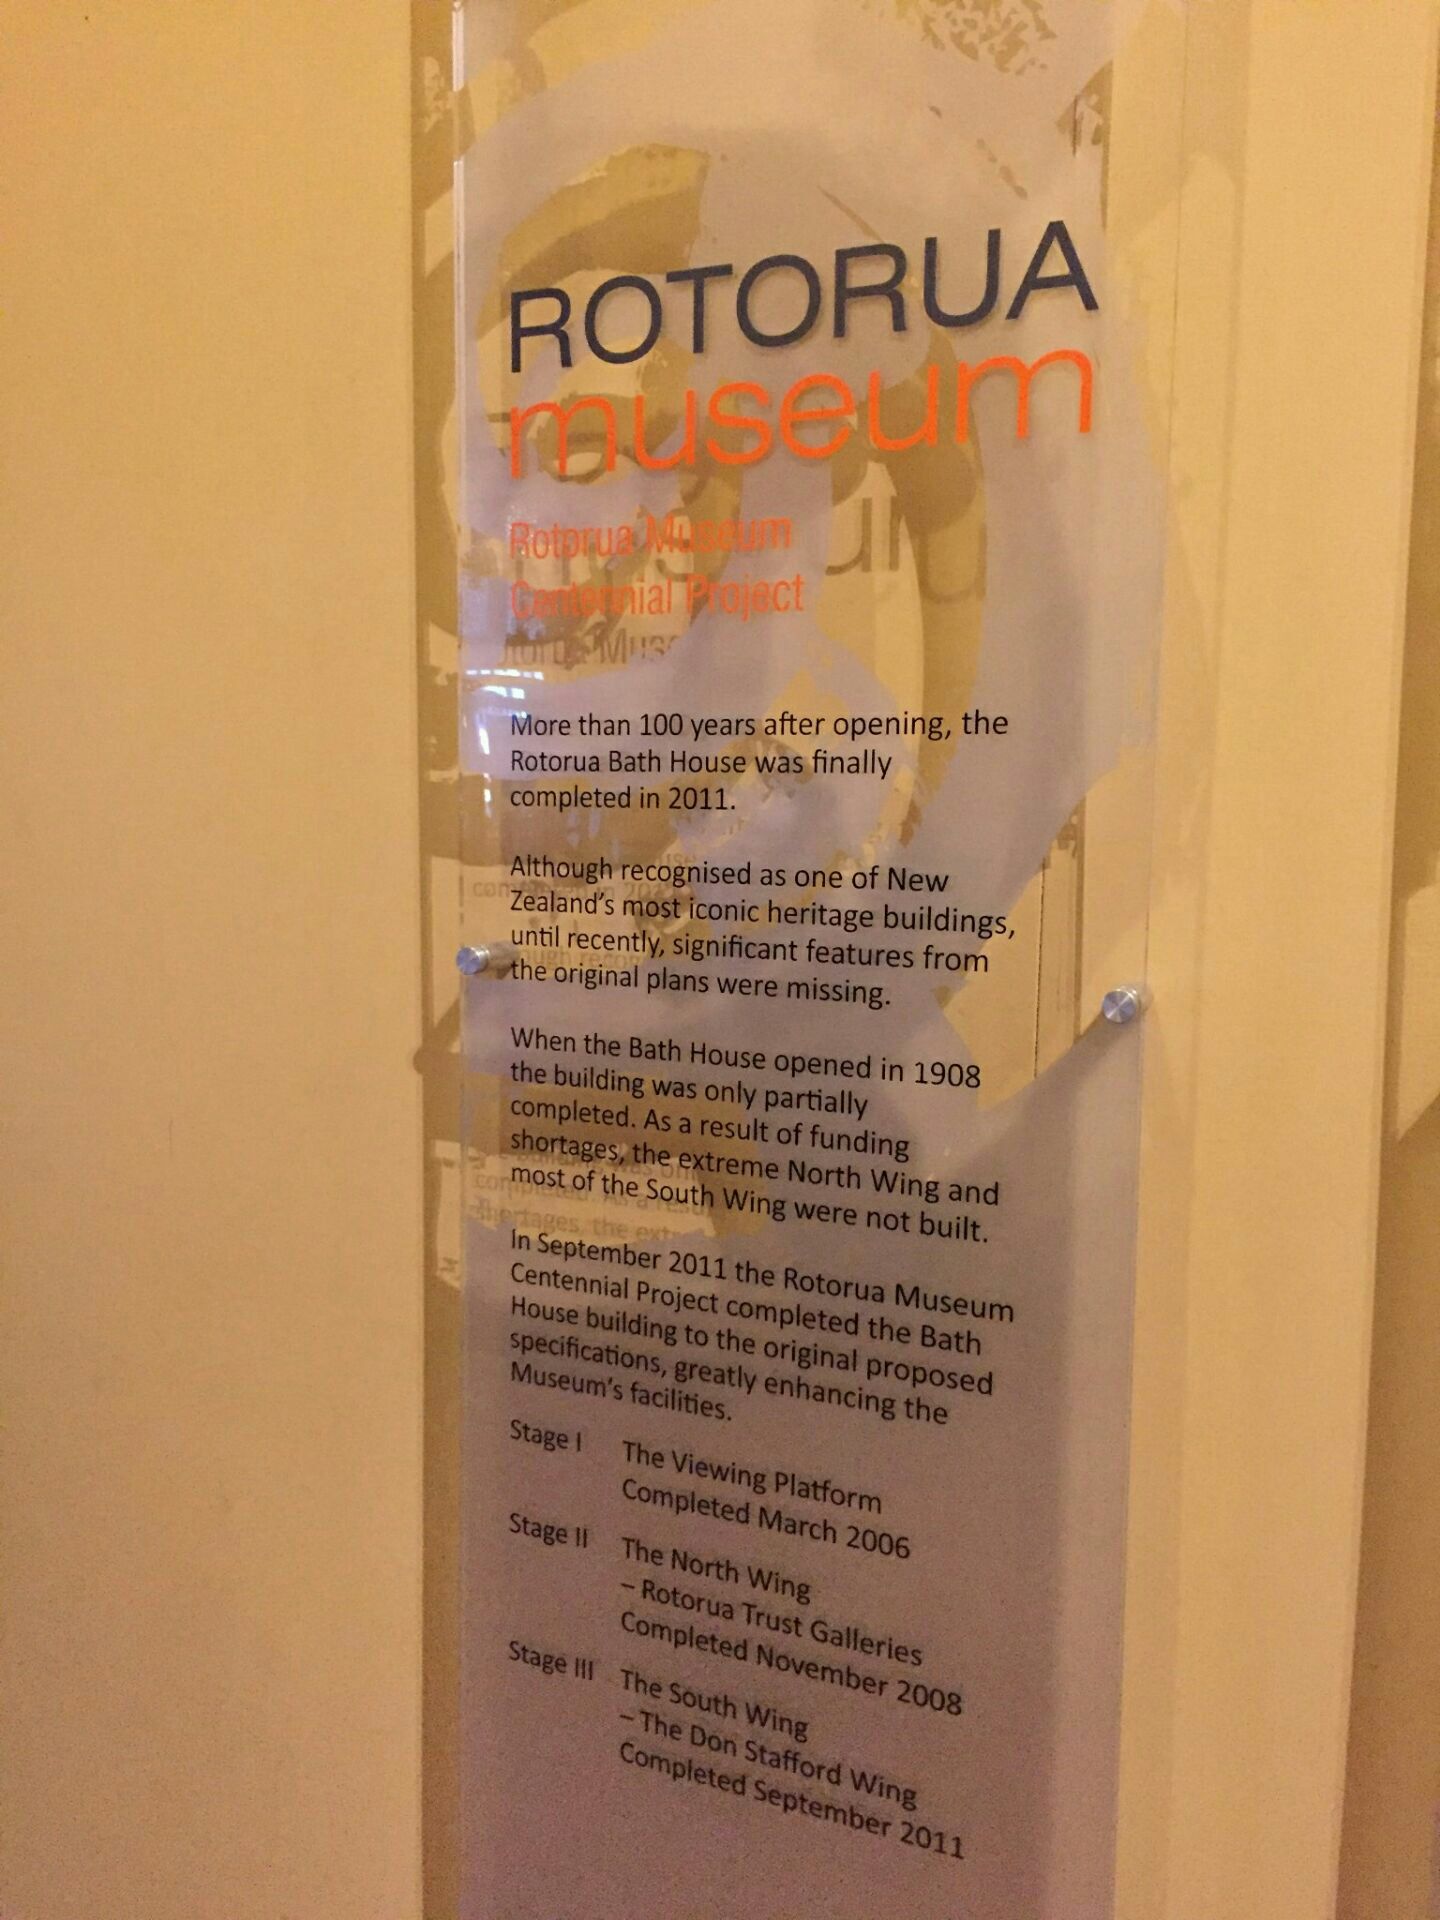 ROTORUA
museum
Rotorua Museum
Centennial Project
More than 100 years after opening, the
Rotorua Bath House was finally
completed in 2011.
Although recognised as one of New
Zealand's most iconic heritage buildings,
until recently, significant features from
the original plans were missing.
When the Bath House opened in 1908
the building was only partially
completed. As a result of funding
shortages, the extreme North Wing and
most of the South Wing were not built.
In September 2011 the Rotorua Museum
Centennial Project completed the Bath
House building to the original proposed
specifications, greatly enhancing the
Museum's facilities.
Stage I The Viewing Platform
Completed March 2006
Stage II The North Wing
– Rotorua Trust Galleries
Completed November 2008
Stage III The South Wing
– The Don Stafford Wing
Completed September 2011